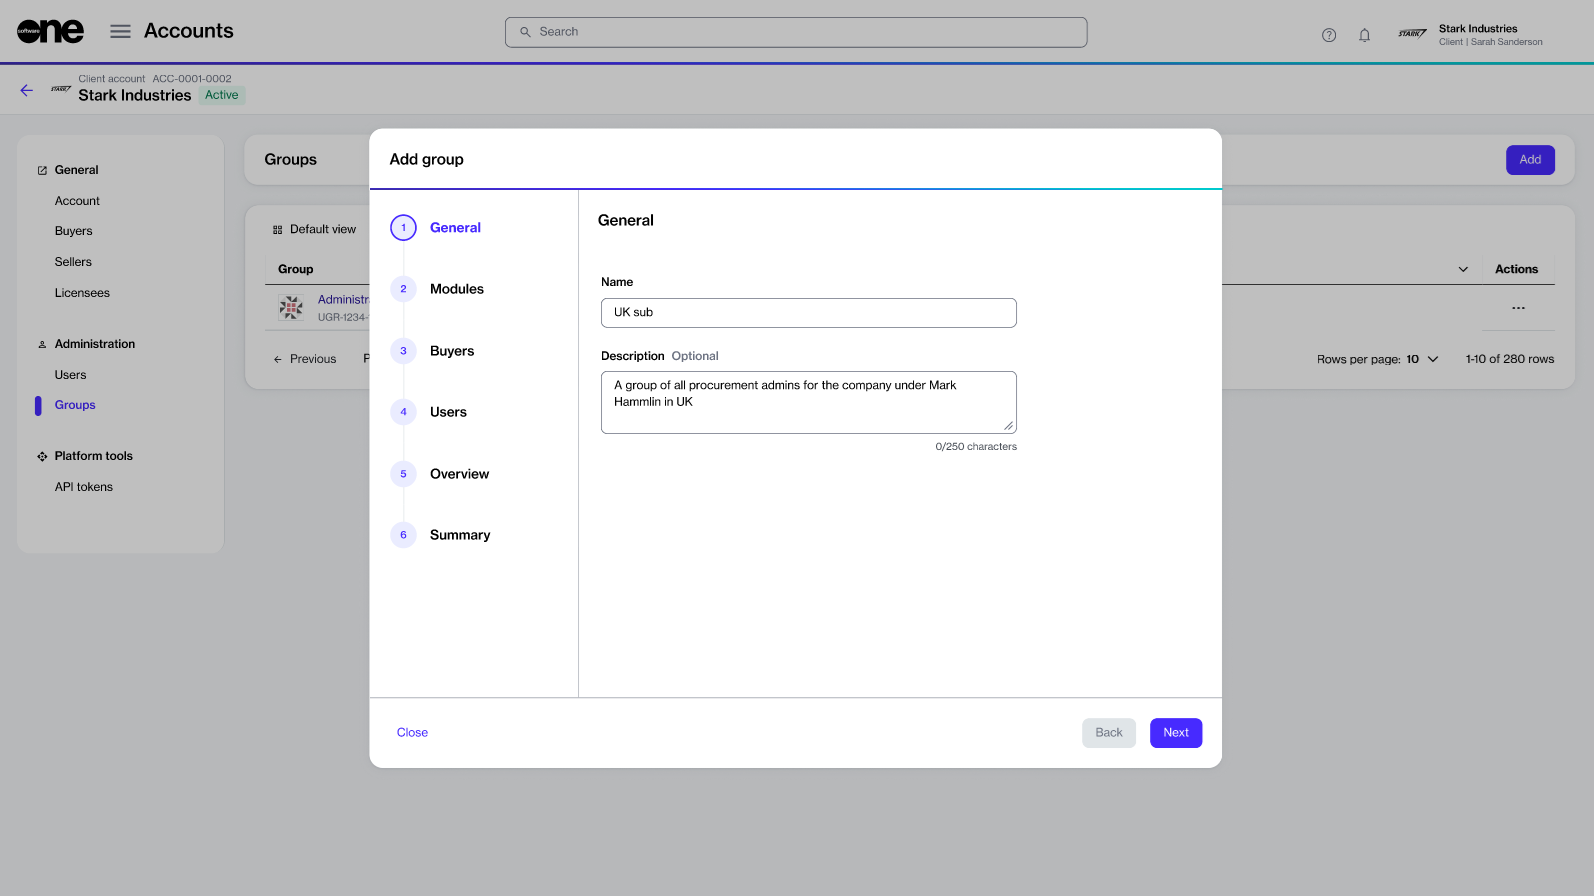 software
one
Accounts
Search
STARK
Stark Industries
Client | Sarah Sanderson
STARK
Client account ACC-0001-0002
Stark Industries Active
General
Account
Buyers
Sellers
Licensees
Administration
Users
Groups
Platform tools
API tokens
Groups
Add
Default view
Group
Actions
Administr
UGR-1234-
Previous
P
Rows per page: 10
1-10 of 280 rows
Add group
1 General
2 Modules
3 Buyers
4 Users
5 Overview
6 Summary
General
Name
UK sub
Description Optional
A group of all procurement admins for the company under Mark
Hammlin in UK
0/250 characters
Close
Back
Next